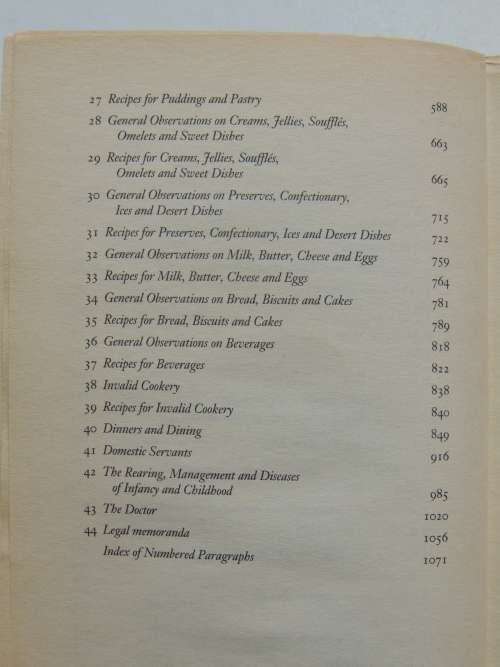 27 Recipes for Puddings and Pastry 588
28 General Observations on Creams, Jellies, Soufflés,
Omelets and Sweet Dishes 663
29 Recipes for Creams, Jellies, Soufflés,
Omelets and Sweet Dishes 665
30 General Observations on Preserves, Confectionary,
Ices and Desert Dishes 715
31 Recipes for Preserves, Confectionary, Ices and Desert Dishes 722
32 General Observations on Milk, Butter, Cheese and Eggs 759
33 Recipes for Milk, Butter, Cheese and Eggs 764
34 General Observations on Bread, Biscuits and Cakes 781
35 Recipes for Bread, Biscuits and Cakes 789
36 General Observations on Beverages 818
37 Recipes for Beverages 822
38 Invalid Cookery 838
39 Recipes for Invalid Cookery 840
40 Dinners and Dining 849
41 Domestic Servants 916
42 The Rearing, Management and Diseases
of Infancy and Childhood 985
43 The Doctor 1020
44 Legal memoranda 1056
Index of Numbered Paragraphs 1071